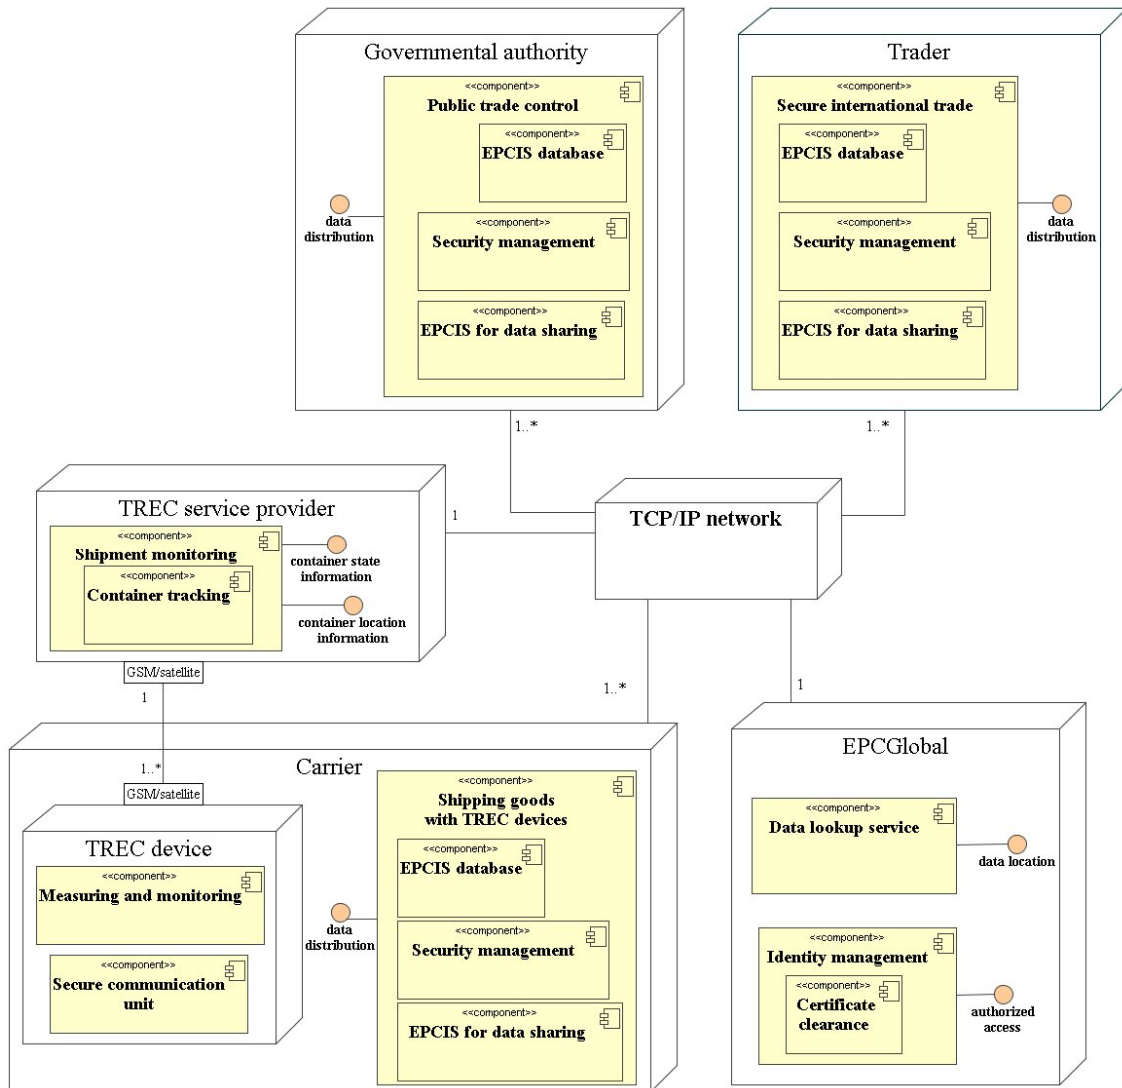 Governmental authority
<<component>>
Public trade control
<<component>>
EPCIS database
<<component>>
Security management
<<component>>
EPCIS for data sharing
data
distribution
1..*
Trader
<<component>>
Secure international trade
<<component>>
EPCIS database
<<component>>
Security management
<<component>>
EPCIS for data sharing
data
distribution
1..*
TREC service provider
<<component>>
Shipment monitoring
<<component>>
Container tracking
container state
information
container location
information
1
TCP/IP network
GSM/satellite
1
1..*
1
1..*
GSM/satellite
Carrier
TREC device
<<component>>
Measuring and monitoring
<<component>>
Secure communication
unit
data
distribution
<<component>>
Shipping goods
with TREC devices
<<component>>
EPCIS database
<<component>>
Security management
<<component>>
EPCIS for data sharing
EPCGlobal
<<component>>
Data lookup service
data location
<<component>>
Identity management
<<component>>
Certificate
clearance
authorized
access